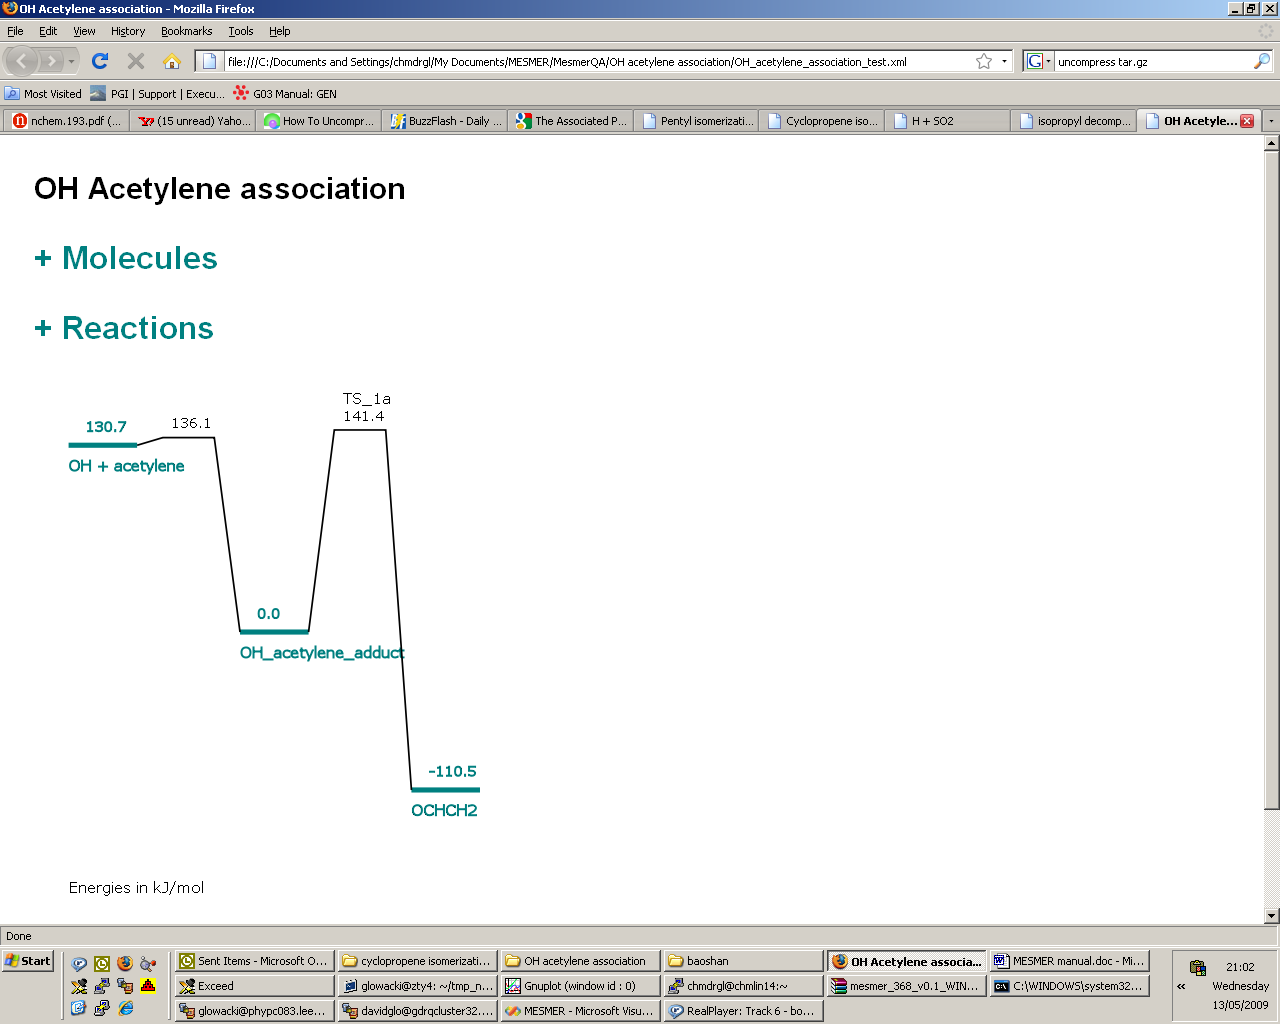 OH Acetylene association - Mozilla Firefox
File Edit View History Bookmarks Tools Help
file:///C:/Documents and Settings/chmdrgl/My Documents/MESMER/MesmerQA/OH acetylene association/OH_acetylene_association_test.xml
uncompress tar.gz
Most Visited PGI | Support | Execu... G03 Manual: GEN
nchem.193.pdf (... (15 unread) Yaho... How To Uncompr... BuzzFlash - Daily ... The Associated P... Pentyl isomerizati... Cyclopropene iso... H + SO2 isopropyl decomp... OH Acetyle...
OH Acetylene association
+ Molecules
+ Reactions
TS_1a
141.4
136.1
130.7
OH + acetylene
0.0
OH_acetylene_adduct
-110.5
OCHCH2
Energies in kJ/mol
Done
Start
Sent Items - Microsoft O... cyclopropene isomerizati... OH acetylene association baoshan OH Acetylene associa... MESMER manual.doc - Mi...
Exceed glowacki@zty4: ~/tmp_n... Gnuplot (window id : 0) chmdrgl@chmlin14:~ mesmer_368_v0.1_WIN... C:\WINDOWS\system32...
glowacki@phypc083.lee... davidglo@gdrqcluster32.... MESMER - Microsoft Visu... RealPlayer: Track 6 - bo...
21:02
Wednesday
13/05/2009